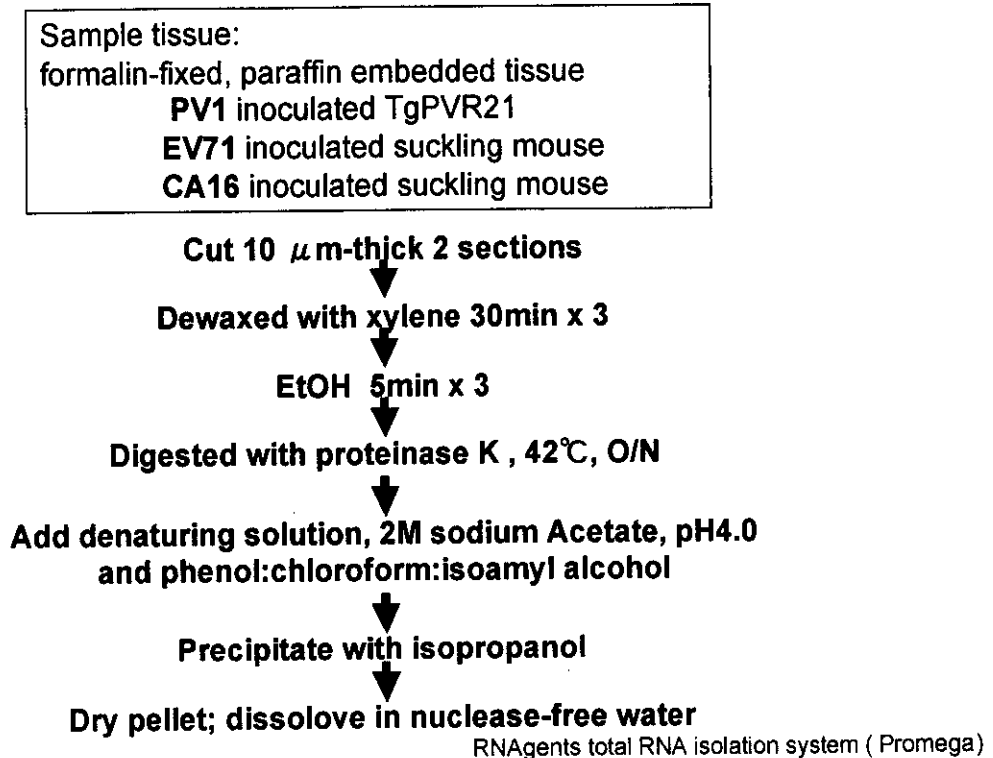 Sample tissue:
formalin-fixed, paraffin embedded tissue
PV1 inoculated TgPVR21
EV71 inoculated suckling mouse
CA16 inoculated suckling mouse
Cut 10 μm-thick 2 sections
Dewaxed with xylene 30min x 3
EtOH 5min x 3
Digested with proteinase K , 42℃, O/N
Add denaturing solution, 2M sodium Acetate, pH4.0
and phenol:chloroform:isoamyl alcohol
Precipitate with isopropanol
Dry pellet; dissolove in nuclease-free water
RNAgents total RNA isolation system ( Promega)